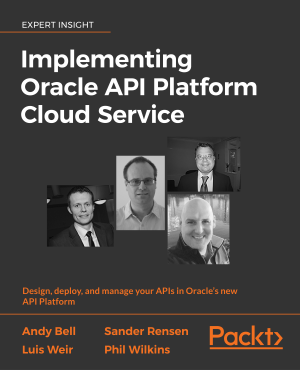 EXPERT INSIGHT
Implementing
Oracle API Platform
Cloud Service
Design, deploy, and manage your APIs in Oracle's new
API Platform
Andy Bell
Sander Rensen
Luis Weir
Phil Wilkins
Packt>